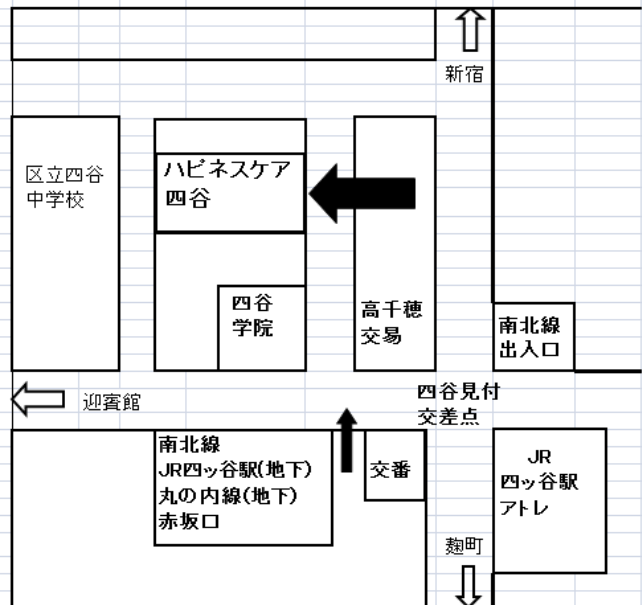 新宿
区立四谷
中学校
ハピネスケア
四谷
四谷
学院
高千穂
交易
南北線
出入口
迎賓館
四谷見付
交差点
南北線
JR四ッ谷駅(地下)
丸の内線(地下)
赤坂口
交番
JR
四ッ谷駅
アトレ
麹町